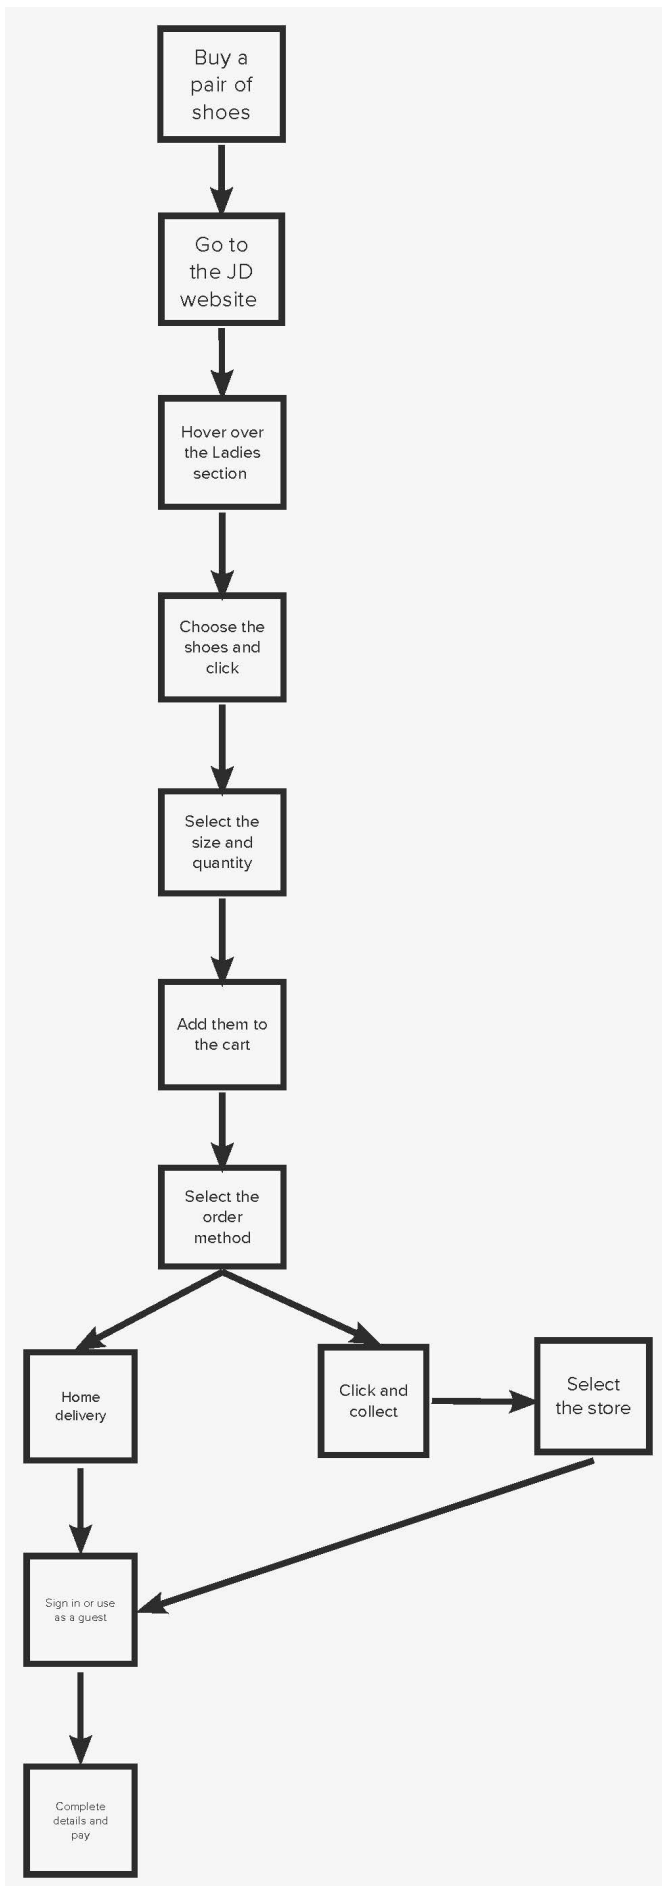 Buy a
pair of
shoes
Go to
the JD
website
Hover over
the Ladies
section
Choose the
shoes and
click
Select the
size and
quantity
Add them to
the cart
Select the
order
method
Home
delivery
Click and
collect
Select
the store
Sign in or use
as a guest
Complete
details and
pay